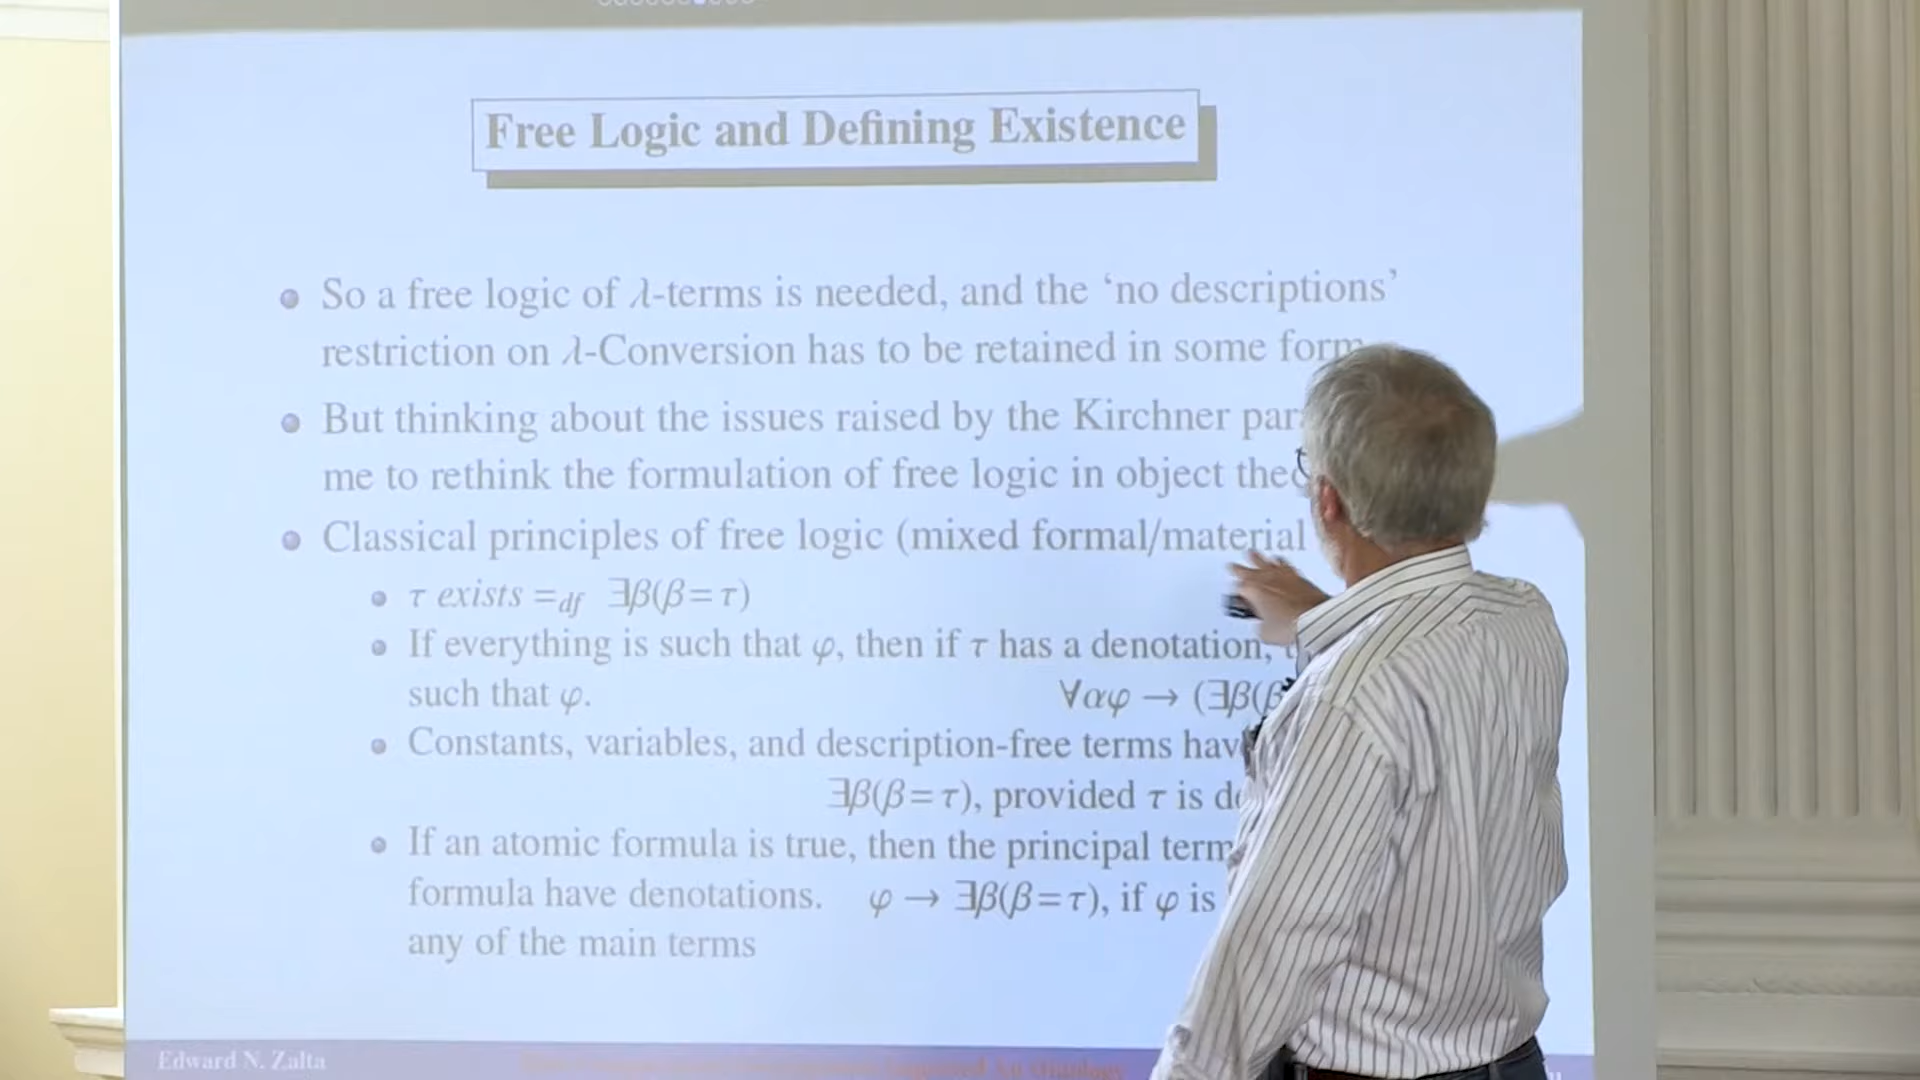 Free Logic and Defining Existence
So a free logic of λ-terms is needed, and the ‘no descriptions’
restriction on λ-Conversion has to be retained in some form
But thinking about the issues raised by the Kirchner
me to rethink the formulation of free logic in object
Classical principles of free logic (mixed formal/material
τ exists =df ∃β(β=τ)
If everything is such that φ, then if τ has a denotation,
such that φ. ∀αφ → (∃β(β
Constants, variables, and description-free terms
∃β(β=τ), provided τ is
If an atomic formula is true, then the principal
formula have denotations. φ → ∃β(β=τ), if φ is
any of the main terms
Edward N. Zalta